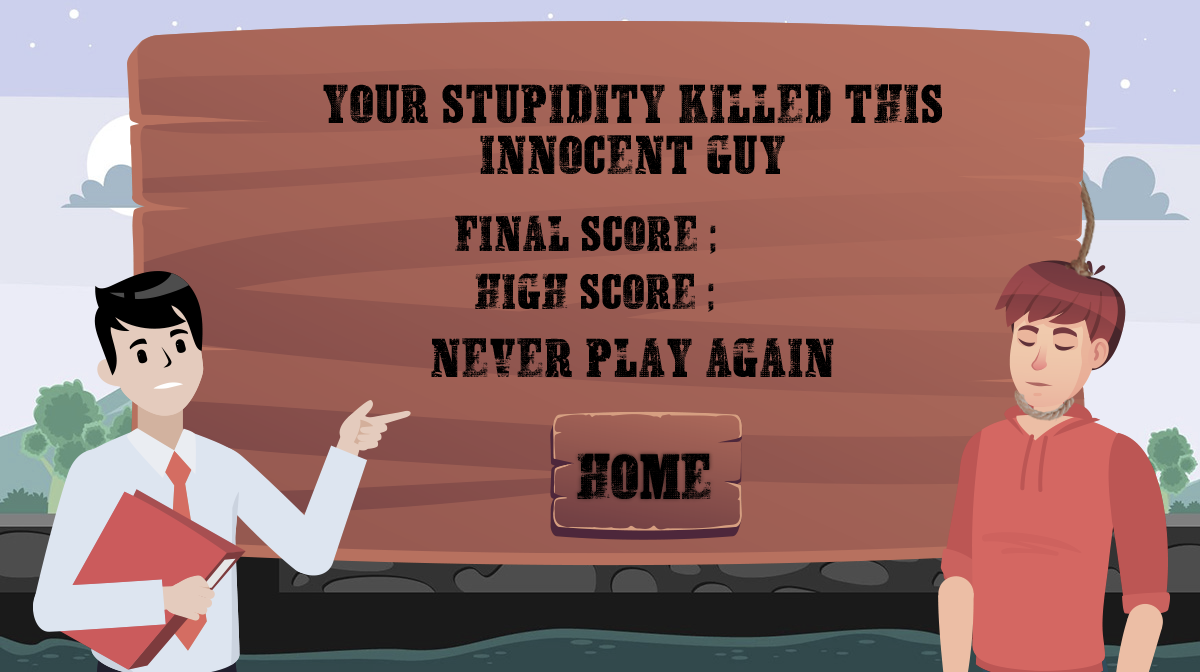 YOUR STUPIDITY KILLED THIS
INNOCENT GUY
FINAL SCORE ;
HIGH SCORE ;
NEVER PLAY AGAIN
HOME